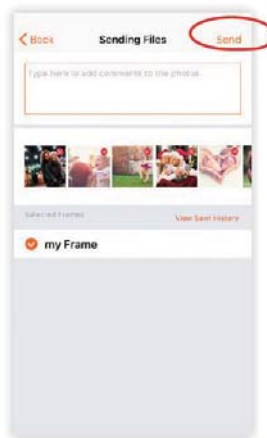 Back Sending Files Send
Type here to add comments to the photos.
Selected Frames View Sent History
my Frame